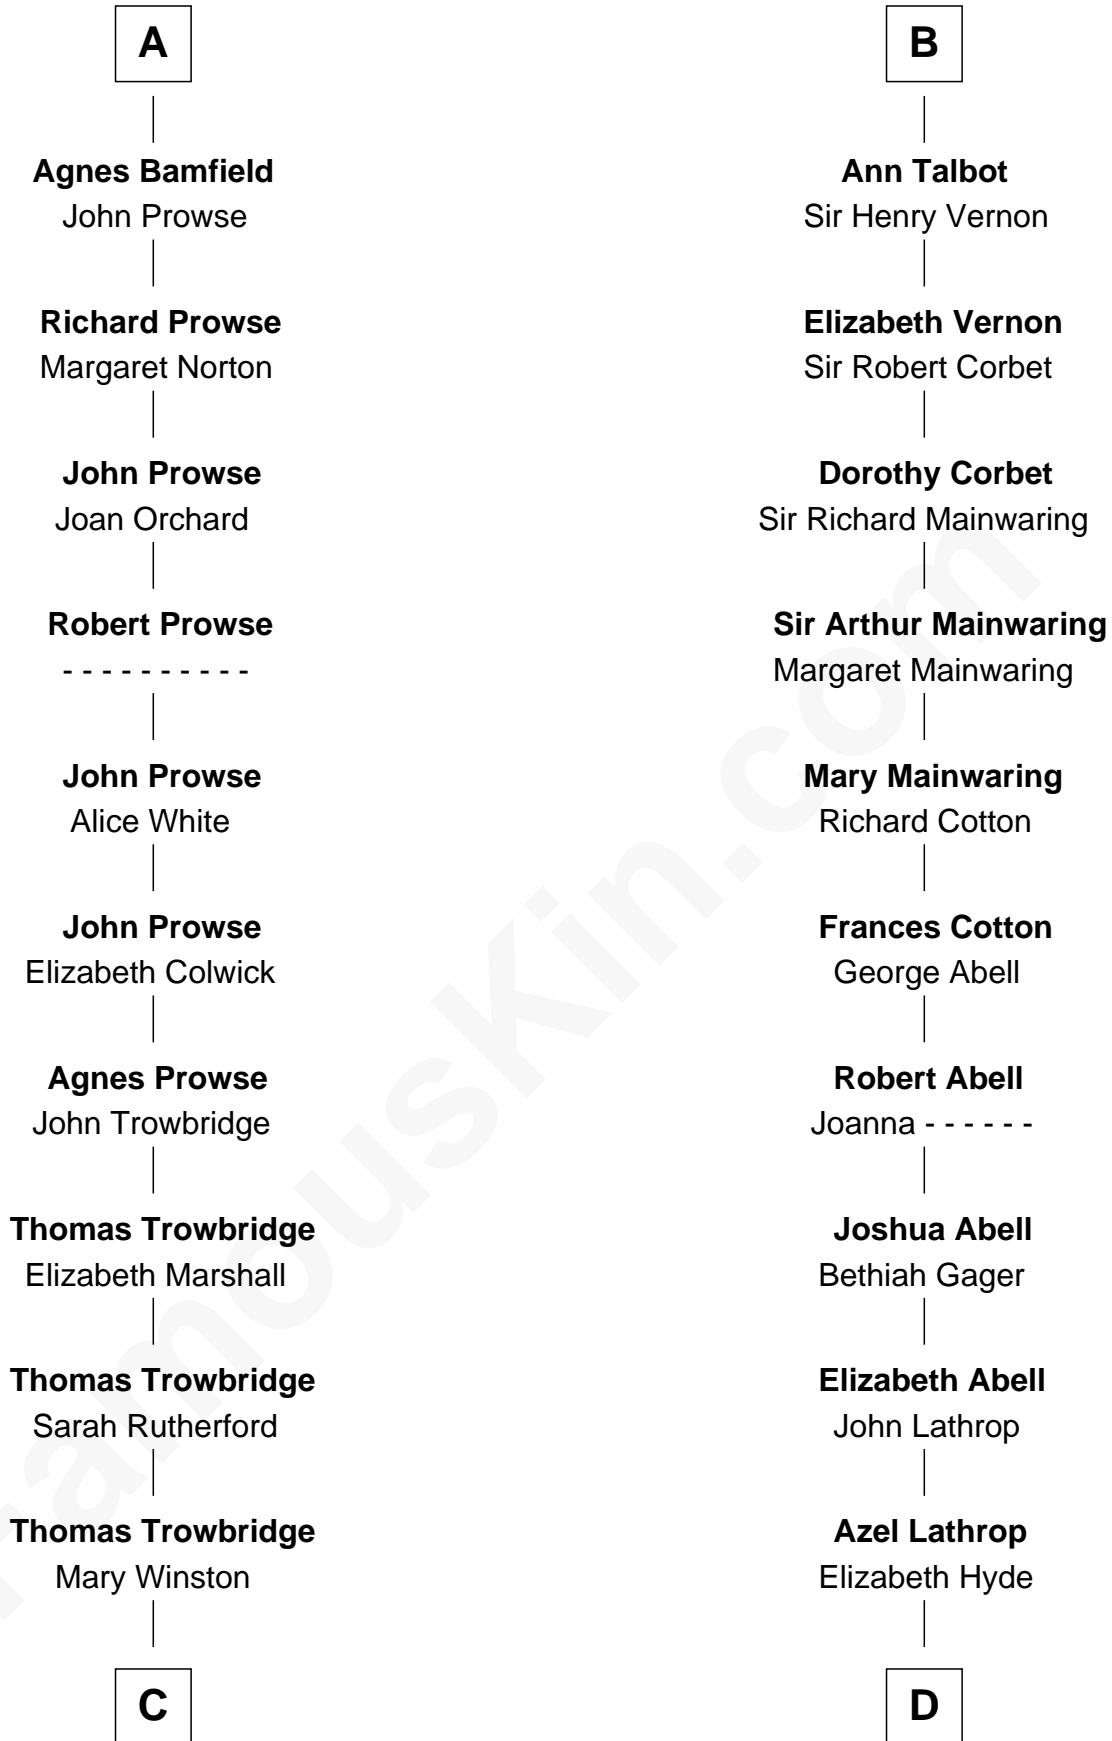 A
Agnes Bamfield
John Prowse
Richard Prowse
Margaret Norton
John Prowse
Joan Orchard
Robert Prowse
- - - - - - - - - -
John Prowse
Alice White
John Prowse
Elizabeth Colwick
Agnes Prowse
John Trowbridge
Thomas Trowbridge
Elizabeth Marshall
Thomas Trowbridge
Sarah Rutherford
Thomas Trowbridge
Mary Winston
C
B
Ann Talbot
Sir Henry Vernon
Elizabeth Vernon
Sir Robert Corbet
Dorothy Corbet
Sir Richard Mainwaring
Sir Arthur Mainwaring
Margaret Mainwaring
Mary Mainwaring
Richard Cotton
Frances Cotton
George Abell
Robert Abell
Joanna - - - - - -
Joshua Abell
Bethiah Gager
Elizabeth Abell
John Lathrop
Azel Lathrop
Elizabeth Hyde
D
FamousKin.com